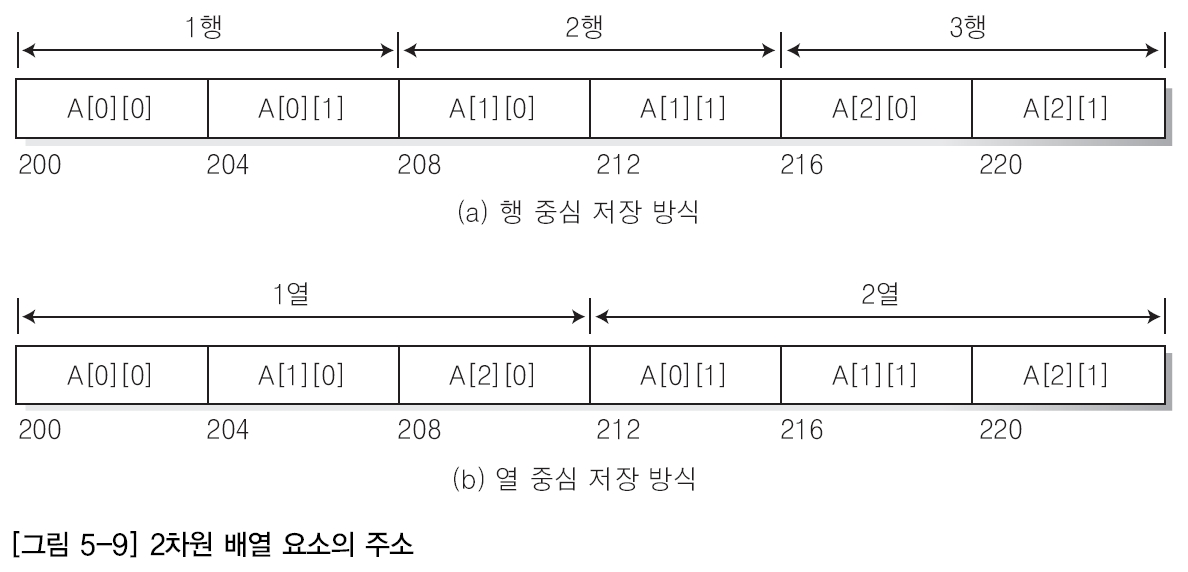 1행 2행 3행
A[0][0] A[0][1] A[1][0] A[1][1] A[2][0] A[2][1]
200 204 208 212 216 220
(a) 행 중심 저장 방식
1열 2열
A[0][0] A[1][0] A[2][0] A[0][1] A[1][1] A[2][1]
200 204 208 212 216 220
(b) 열 중심 저장 방식
[그림 5-9] 2차원 배열 요소의 주소